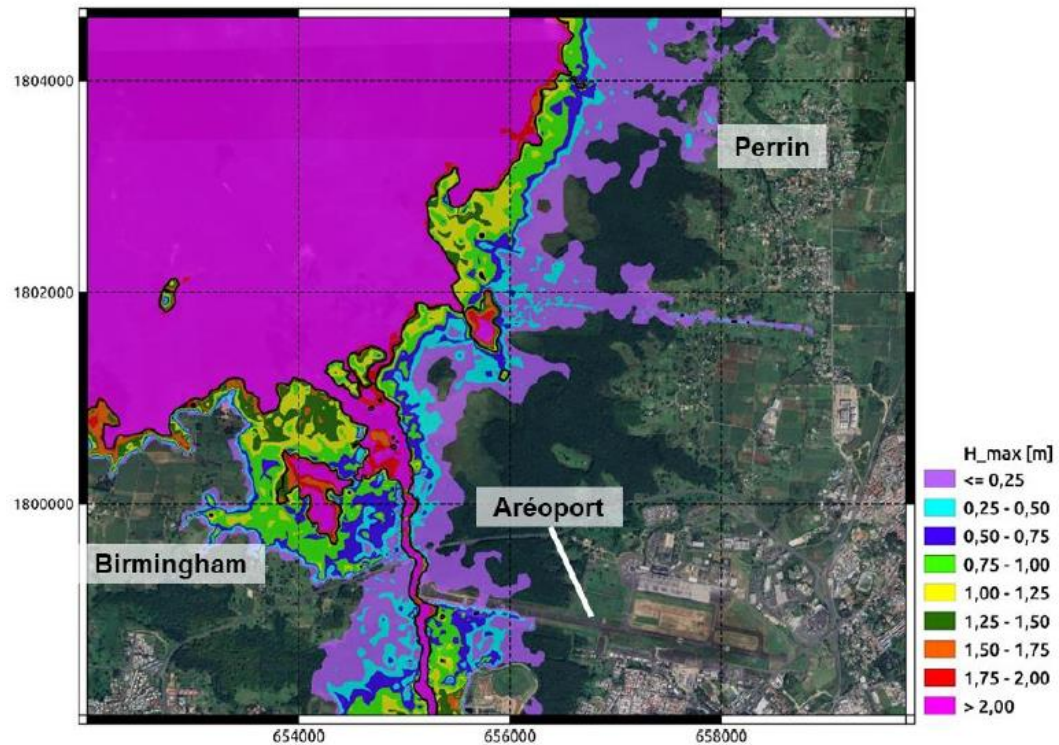 1804000
Perrin
1802000
1800000
Aréoport
Birmingham
654000
656000
658000
H_max [m]
<= 0,25
0,25 - 0,50
0,50 - 0,75
0,75 - 1,00
1,00 - 1,25
1,25 - 1,50
1,50 - 1,75
1,75 - 2,00
> 2,00